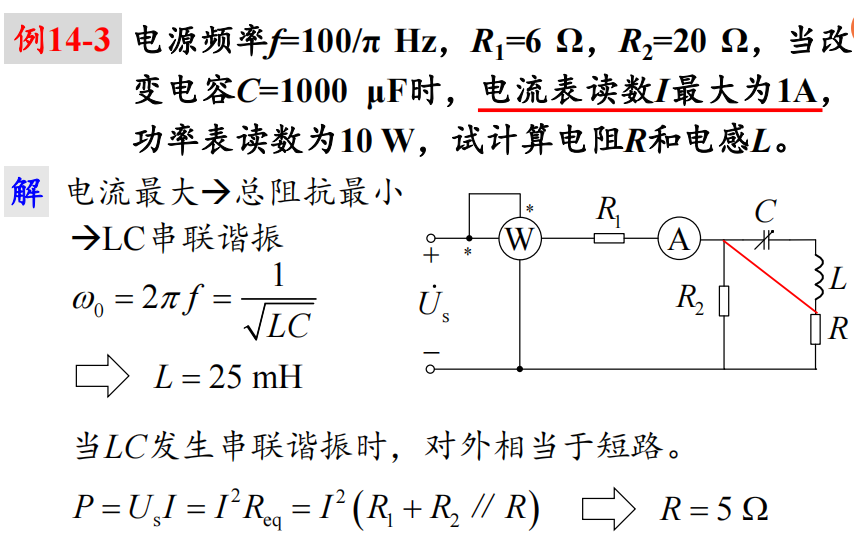 例14-3 电源频率f=100/π Hz，R₁=6 Ω，R₂=20 Ω，当改
变电容C=1000 μF时，电流表读数I最大为1A，
功率表读数为10 W，试计算电阻R和电感L。
解 电流最大→总阻抗最小
→LC串联谐振
ω₀ = 2πf = 1/√LC
⇨ L = 25 mH
* W * R₁ A C
+ U̇s − R₂ L R
当LC发生串联谐振时，对外相当于短路。
P = UsI = I²Req = I²(R₁ + R₂ // R) ⇨ R = 5 Ω